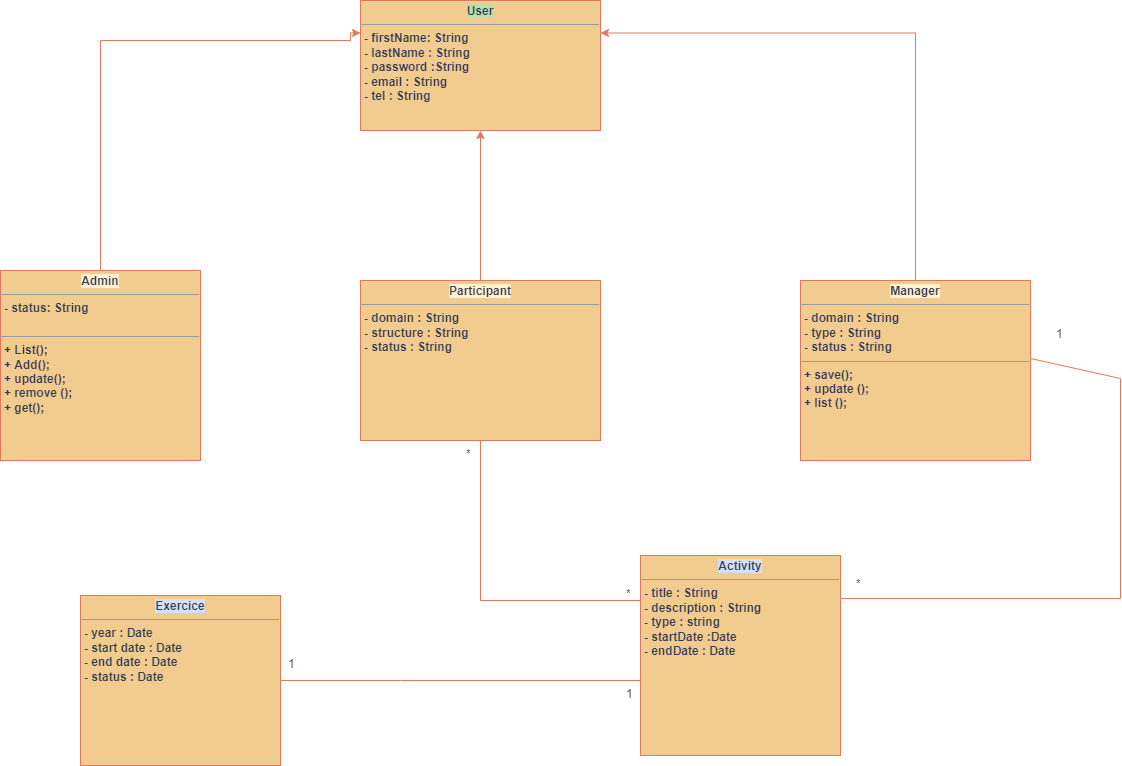 User
- firstName: String
- lastName : String
- password :String
- email : String
- tel : String
Admin
- status: String
+ List();
+ Add();
+ update();
+ remove ();
+ get();
Participant
- domain : String
- structure : String
- status : String
*
Manager
- domain : String
- type : String
- status : String
+ save();
+ update ();
+ list ();
1
Exercice
- year : Date
- start date : Date
- end date : Date
- status : Date
1
1
*
Activity
- title : String
- description : String
- type : string
- startDate :Date
- endDate : Date
*